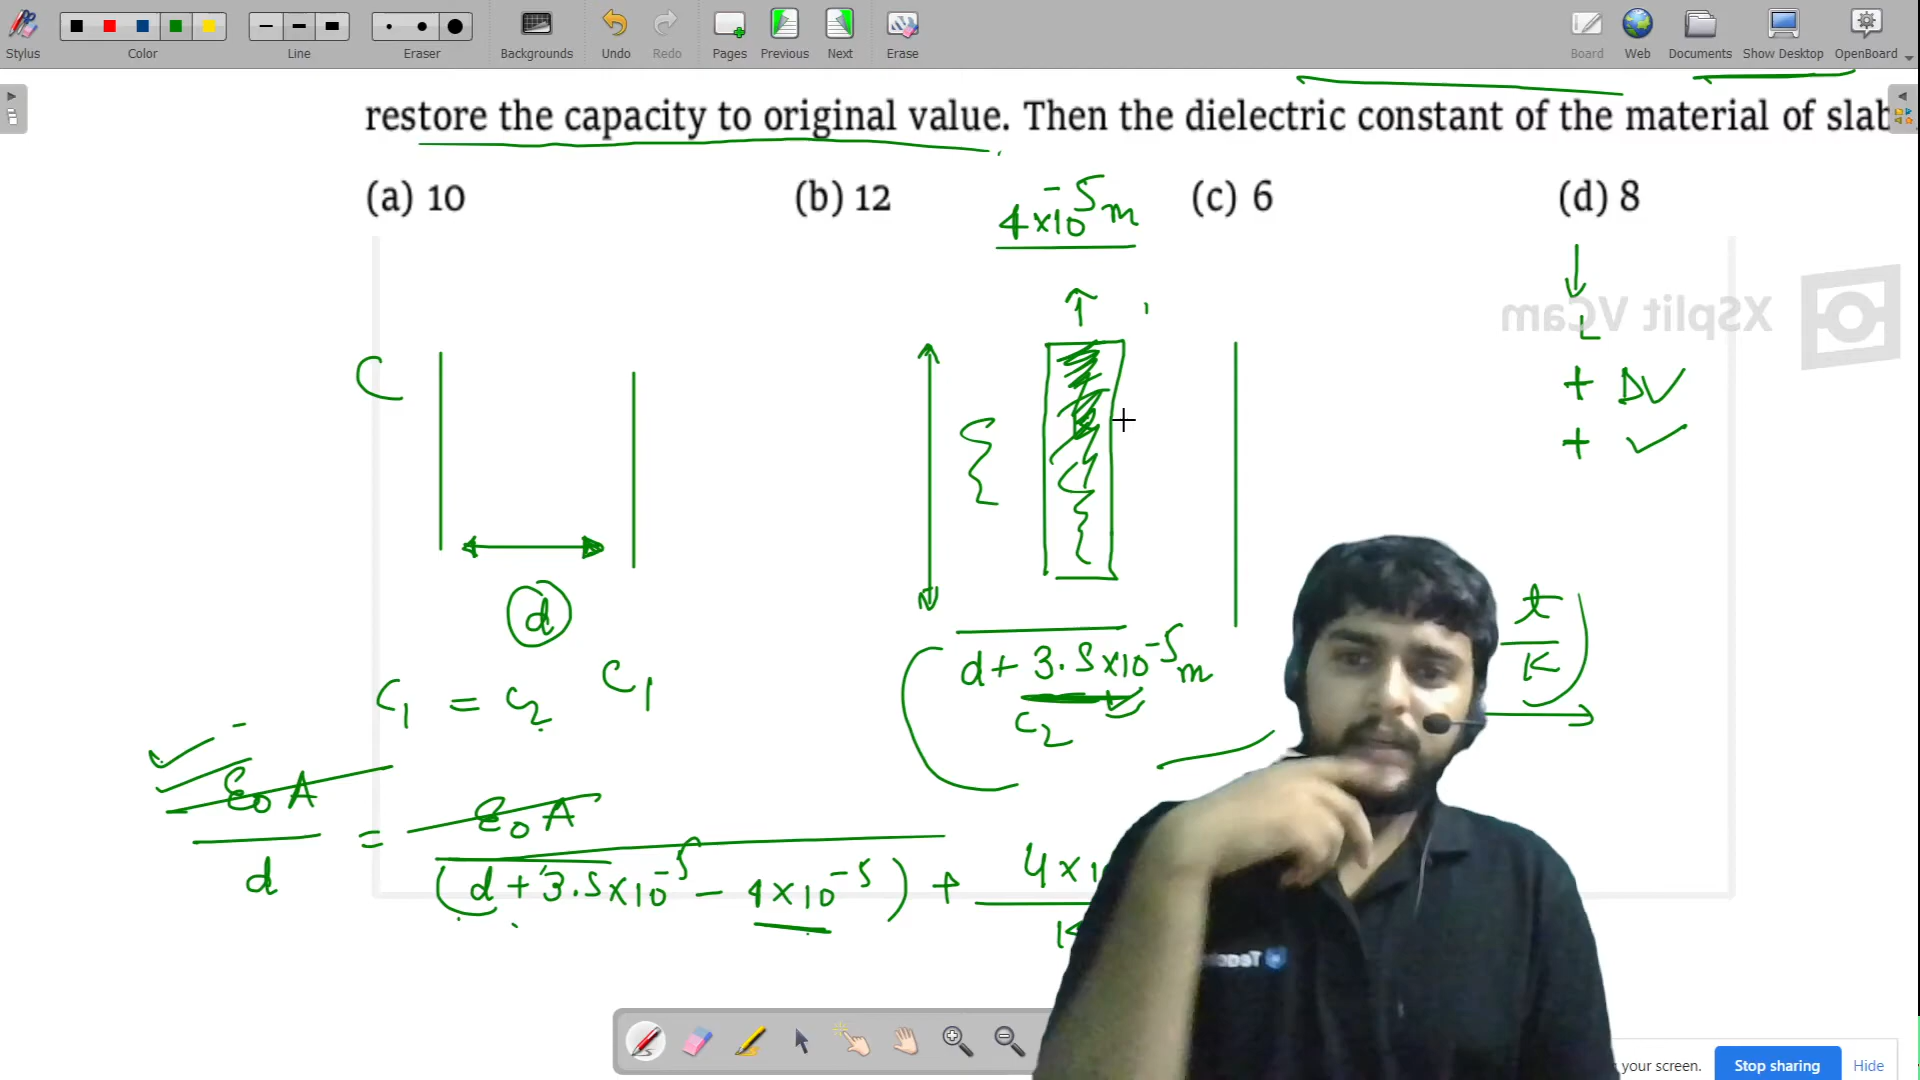 Stylus
Color
Line
Eraser
Backgrounds
Undo
Redo
Pages
Previous
Next
Erase
Board
Web
Documents
Show Desktop
OpenBoard
restore the capacity to original value. Then the dielectric constant of the material of slab
(a) 10 (b) 12 (c) 6 (d) 8
4×10⁻⁵m
XSplit VCam
L
C
+ DV
+ ✓
d
t
K
d+ 3.5×10⁻⁵m
C₁ = C₂ C₁
C₂
ε₀A = ε₀A
d (d+3.5×10⁻⁵ – 4×10⁻⁵) + 4×1
K
your screen.
Stop sharing
Hide